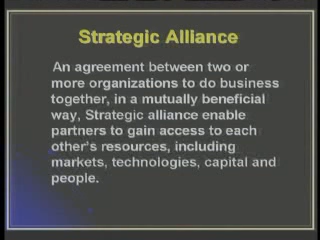 Strategic Alliance
An agreement between two or
more organizations to do business
together, in a mutually beneficial
way, Strategic alliance enable
partners to gain access to each
other's resources, including
markets, technologies, capital and
people.